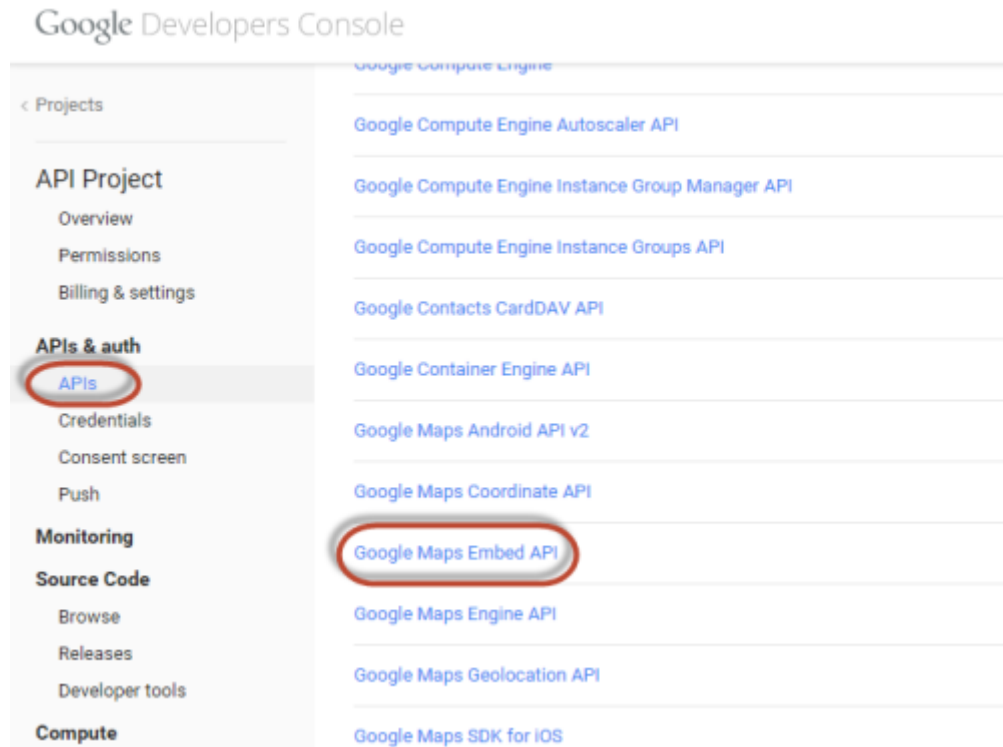 Google Developers Console
< Projects
API Project
Overview
Permissions
Billing & settings
APIs & auth
APIs
Credentials
Consent screen
Push
Monitoring
Source Code
Browse
Releases
Developer tools
Compute
Google Compute Engine
Google Compute Engine Autoscaler API
Google Compute Engine Instance Group Manager API
Google Compute Engine Instance Groups API
Google Contacts CardDAV API
Google Container Engine API
Google Maps Android API v2
Google Maps Coordinate API
Google Maps Embed API
Google Maps Engine API
Google Maps Geolocation API
Google Maps SDK for iOS